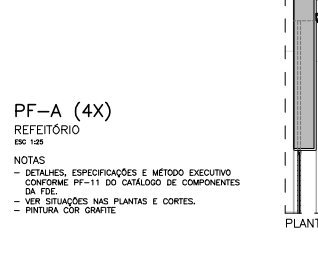 PF-A (4X)
REFEITÓRIO
ESC 1:25
NOTAS
- DETALHES, ESPECIFICAÇÕES E MÉTODO EXECUTIVO
CONFORME PF-11 DO CATÁLOGO DE COMPONENTES
DA FDE.
- VER SITUAÇÕES NAS PLANTAS E CORTES.
- PINTURA COR GRAFITE
PLANT